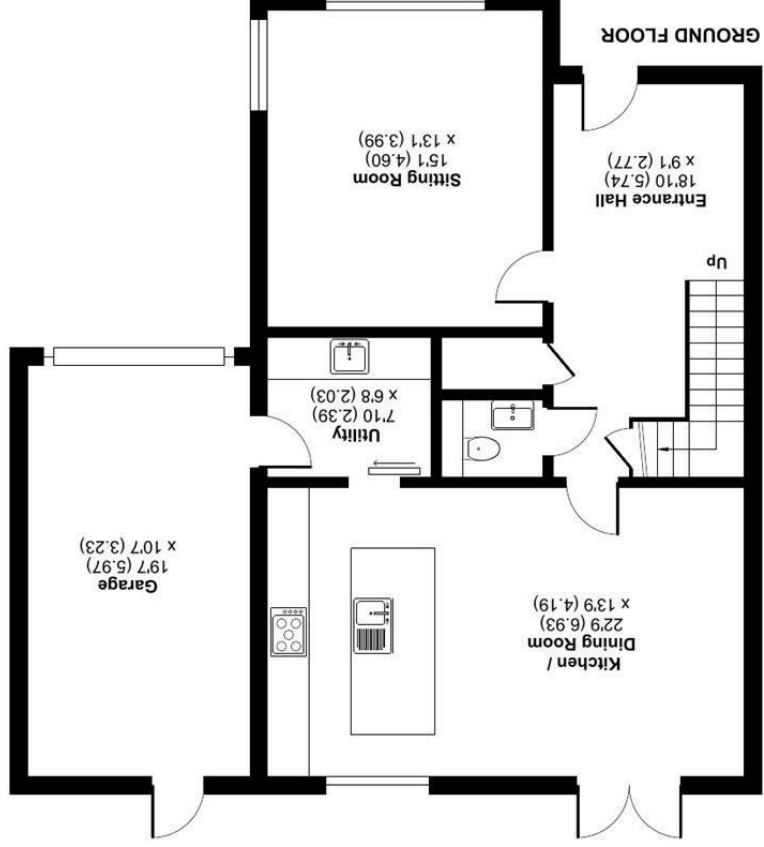 Kitchen /
Dining Room
22'9 (6.93)
x 13'9 (4.19)
Garage
19'7 (5.97)
x 10'7 (3.23)
Utility
7'10 (2.39)
x 6'8 (2.03)
Up
Entrance Hall
18'10 (5.74)
x 9'1 (2.77)
Sitting Room
15'1 (4.60)
x 13'1 (3.99)
GROUND FLOOR